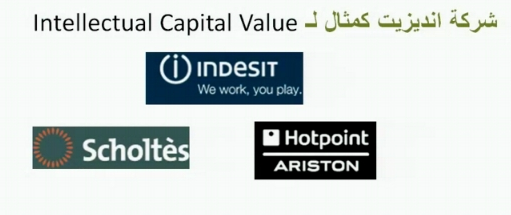 شركة انديزيت كمثال لـ Intellectual Capital Value
indesit
We work, you play.
Scholtès
Hotpoint
ARISTON